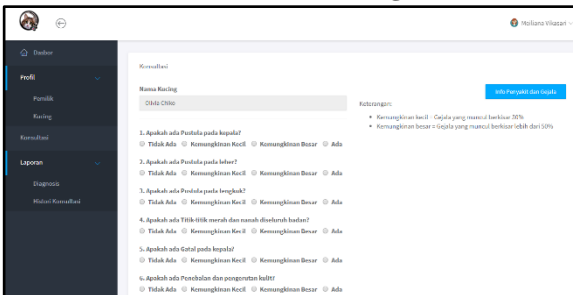 Meiliana Vikasari
Dasbor
Profil
Pemilik
Kucing
Konsultasi
Laporan
Diagnosis
Histori Konsultasi
Konsultasi
Nama Kucing
Olivia Chiko
Info Penyakit dan Gejala
Keterangan:
Kemungkinan kecil = Gejala yang muncul berkisar 20%
Kemungkinan besar = Gejala yang muncul berkisar lebih dari 50%
1. Apakah ada Pustula pada kepala?
Tidak Ada Kemungkinan Kecil Kemungkinan Besar Ada
2. Apakah ada Pustula pada leher?
Tidak Ada Kemungkinan Kecil Kemungkinan Besar Ada
3. Apakah ada Pustula pada tengkuk?
Tidak Ada Kemungkinan Kecil Kemungkinan Besar Ada
4. Apakah ada Titik-titik merah dan nanah diseluruh badan?
Tidak Ada Kemungkinan Kecil Kemungkinan Besar Ada
5. Apakah ada Gatal pada kepala?
Tidak Ada Kemungkinan Kecil Kemungkinan Besar Ada
6. Apakah ada Penebalan dan pengerutan kulit?
Tidak Ada Kemungkinan Kecil Kemungkinan Besar Ada